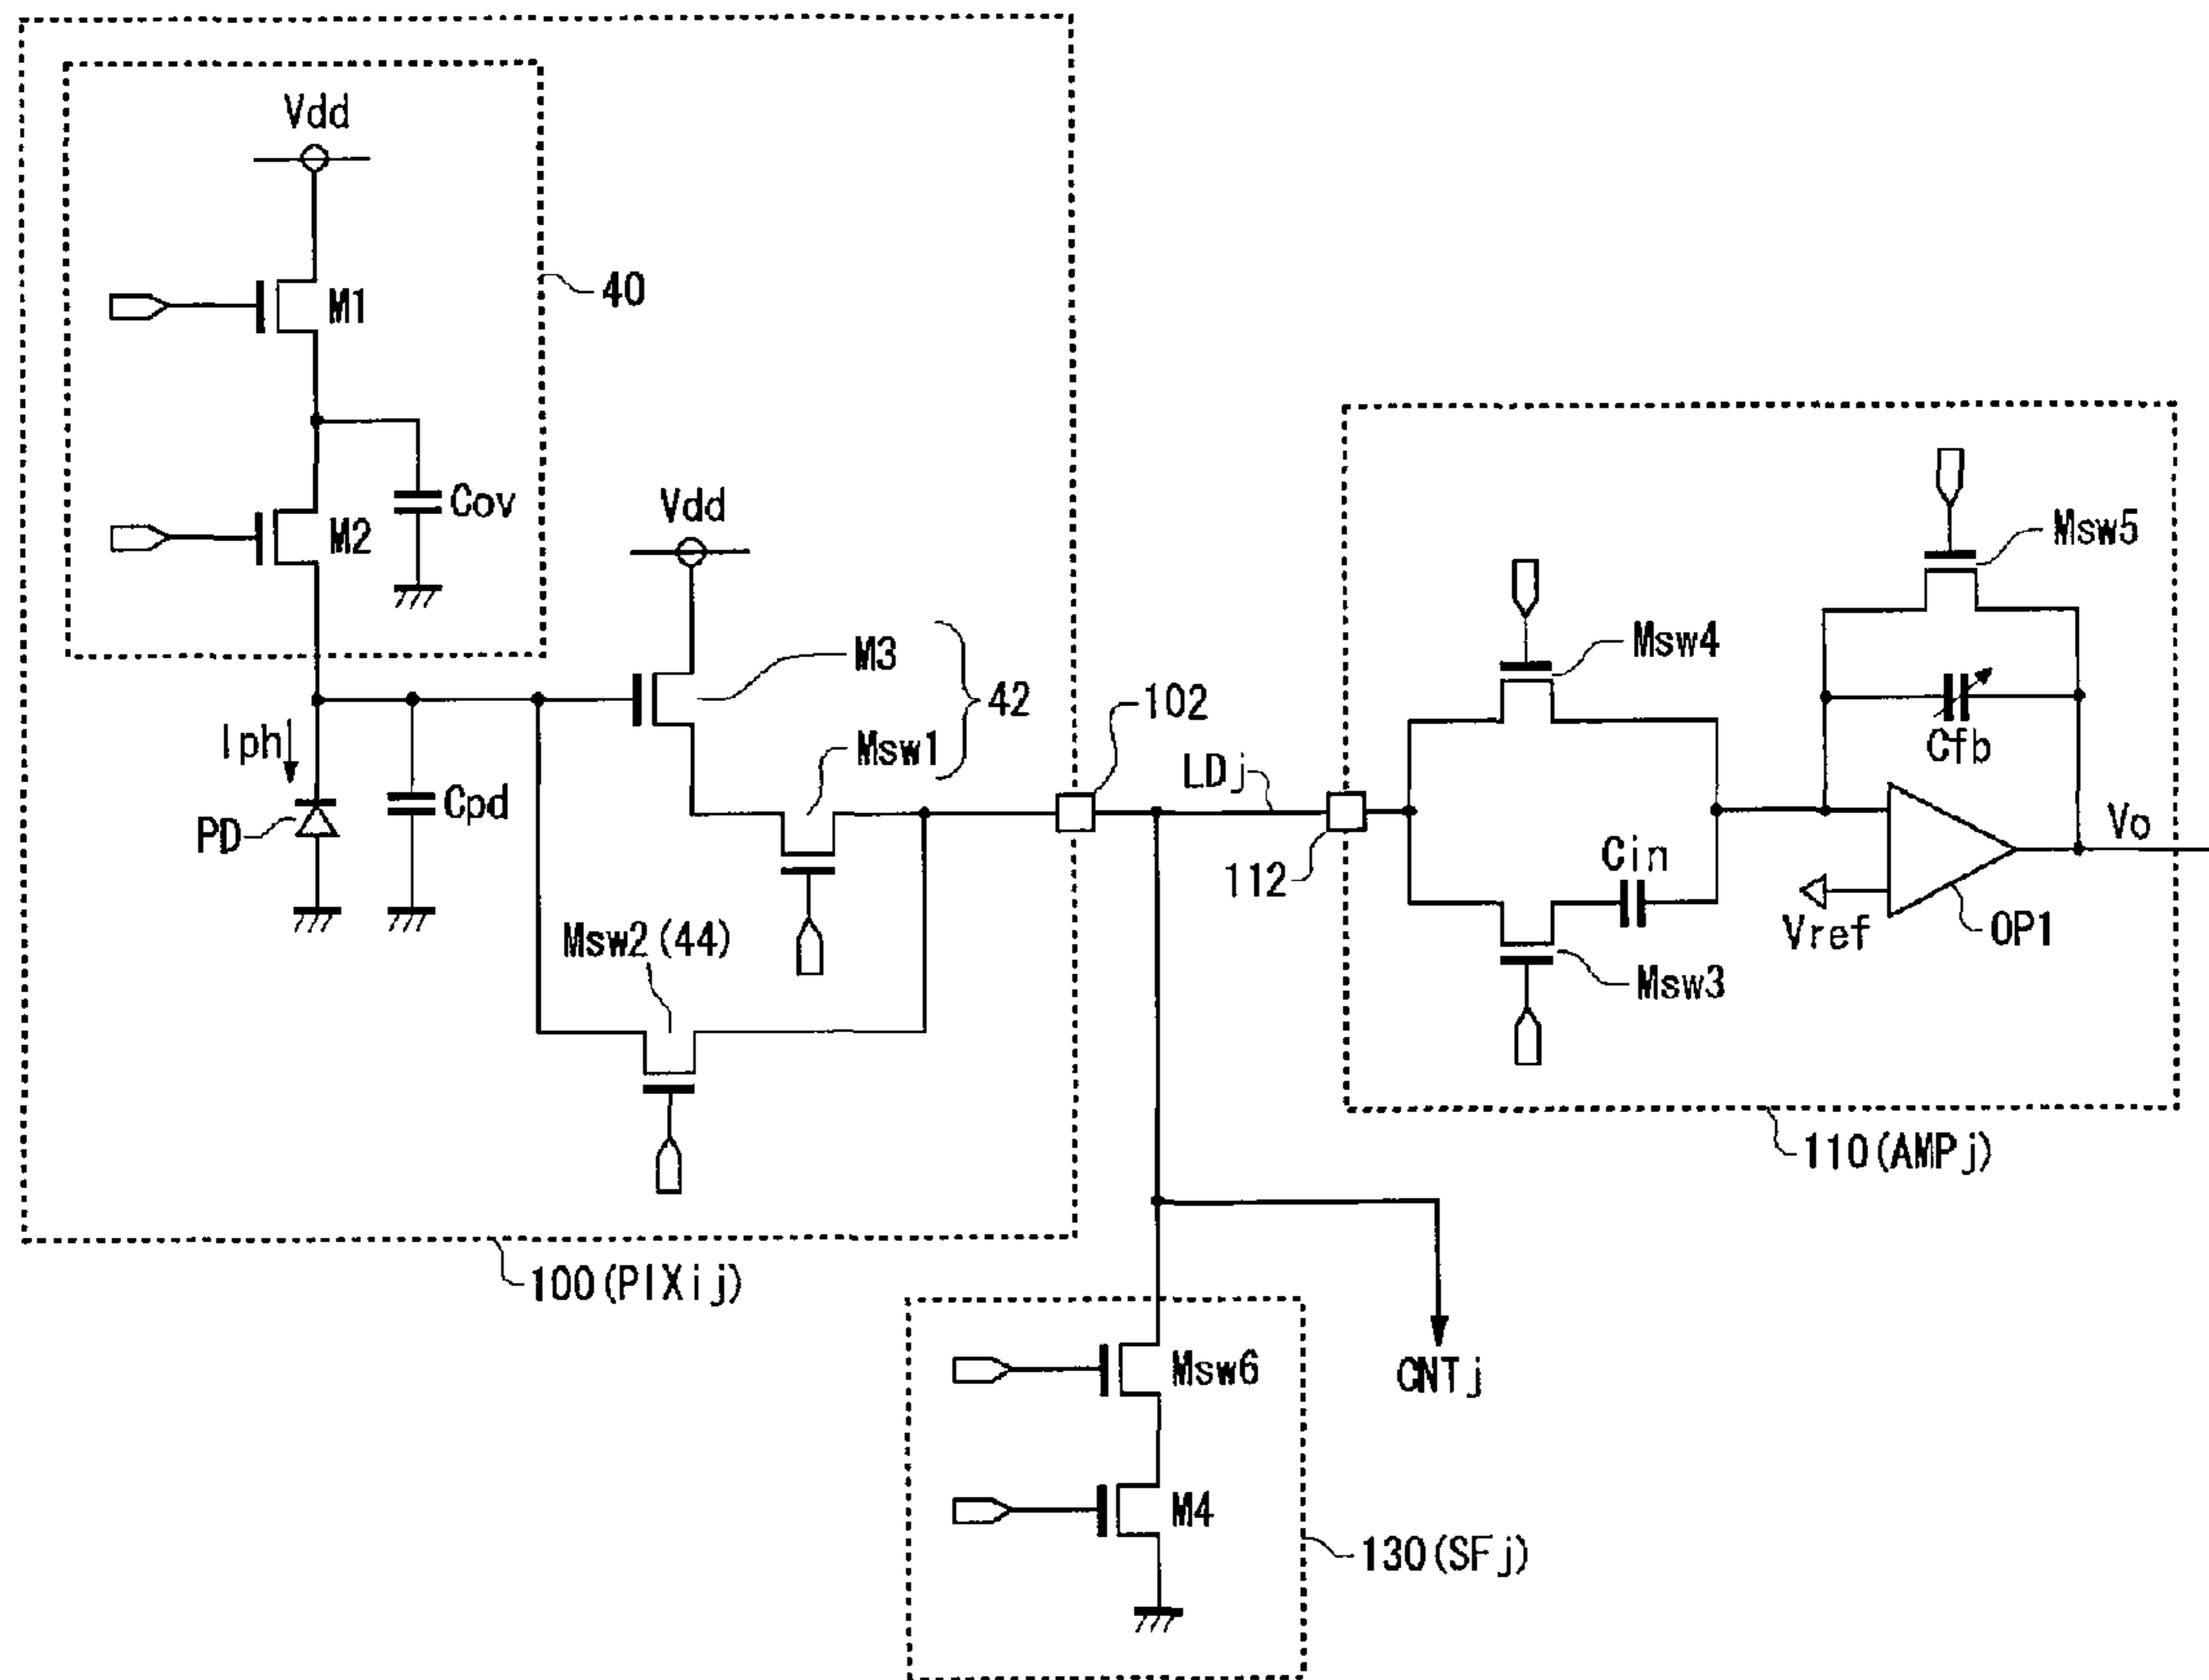 Vdd
M1
40
M2
Cov
Vdd
M3
42
Msw1
Iph
PD
Cpd
Msw2(44)
102
LDj
112
Msw4
Msw5
Cfb
Cin
Msw3
Vref
OP1
Vo
110(AMPj)
100(PIXij)
Msw6
CNTj
M4
130(SFj)